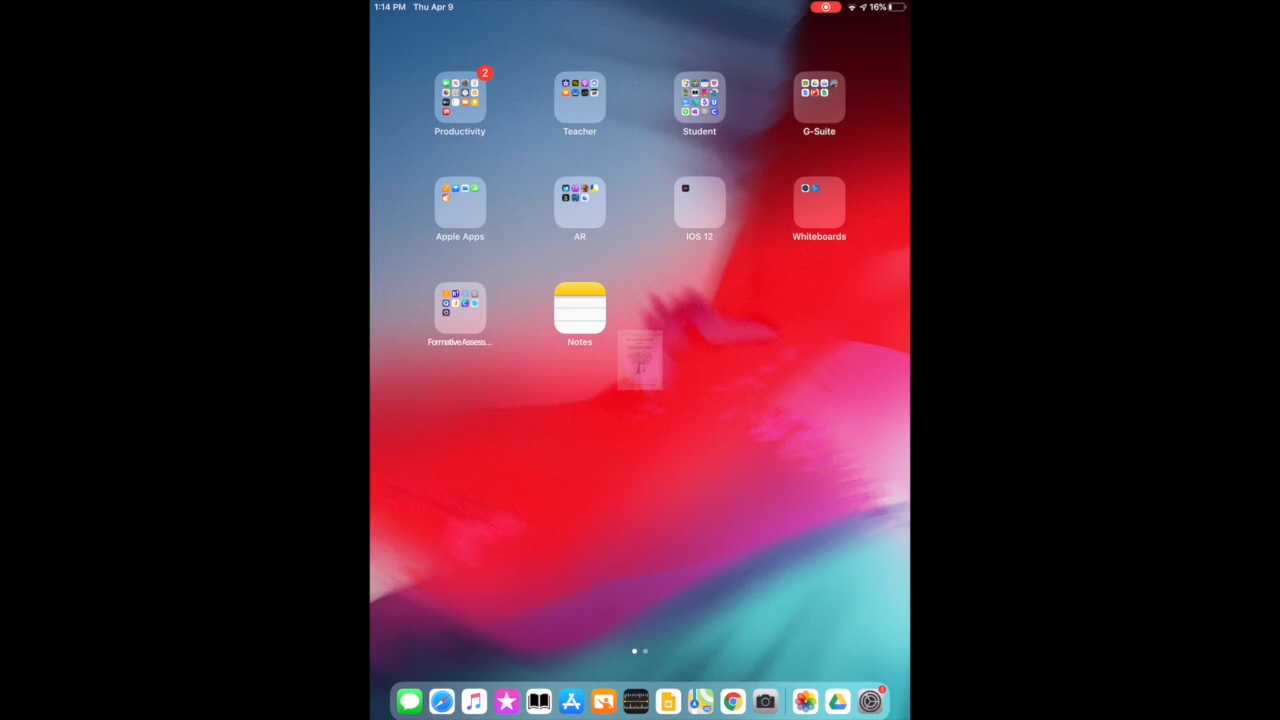 1:14 PM Thu Apr 9
16%
2
Productivity
Teacher
Student
G-Suite
Apple Apps
AR
IOS 12
Whiteboards
Formative Assess...
Notes